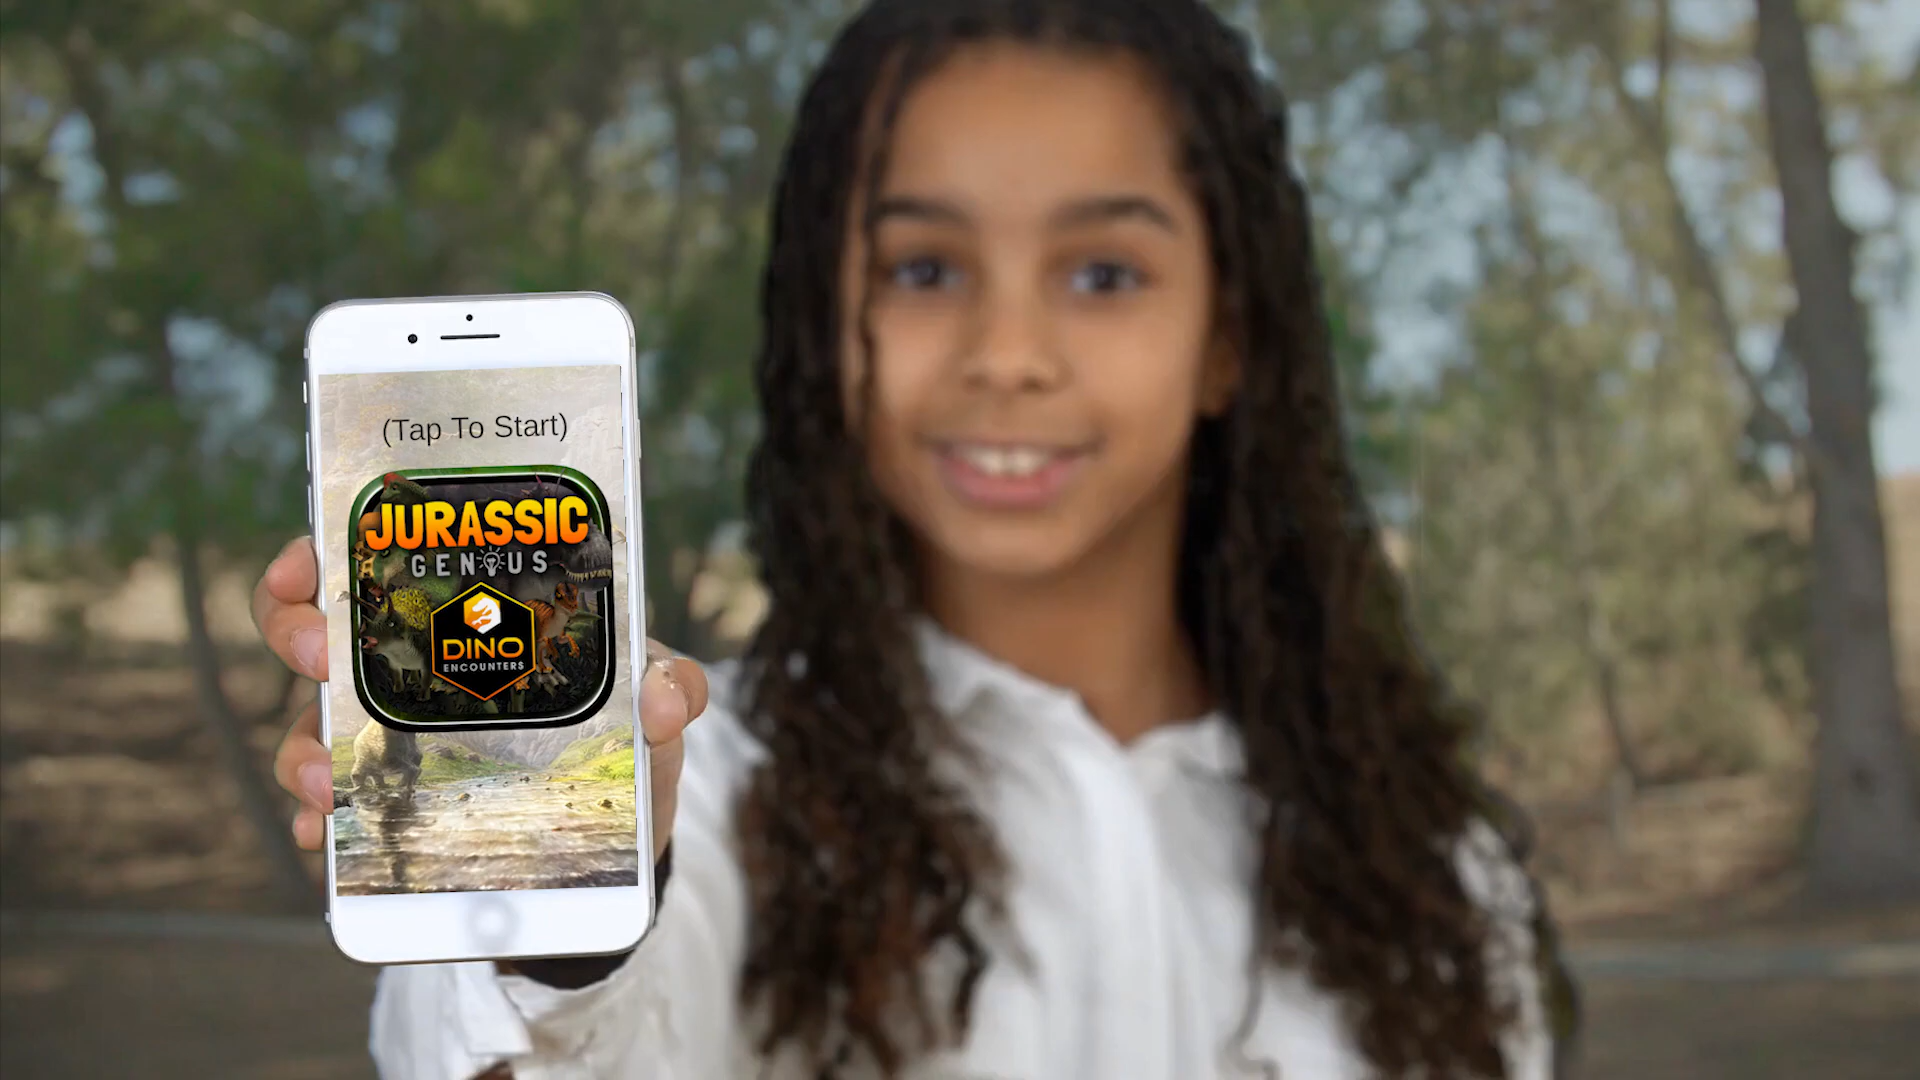 (Tap To Start)
JURASSIC
GENIUS
DINO
ENCOUNTERS